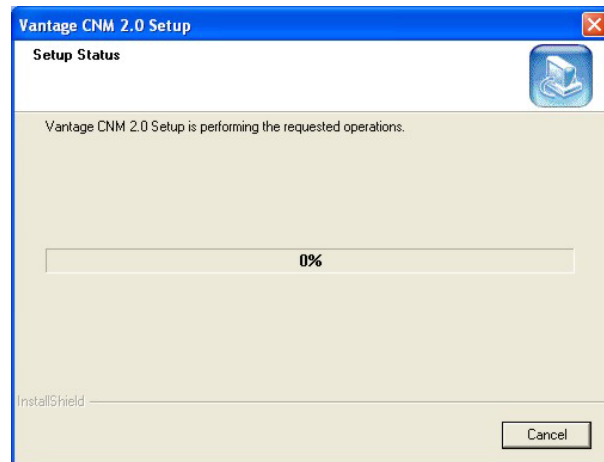 Vantage CNM 2.0 Setup
Setup Status
Vantage CNM 2.0 Setup is performing the requested operations.
0%
InstallShield
Cancel